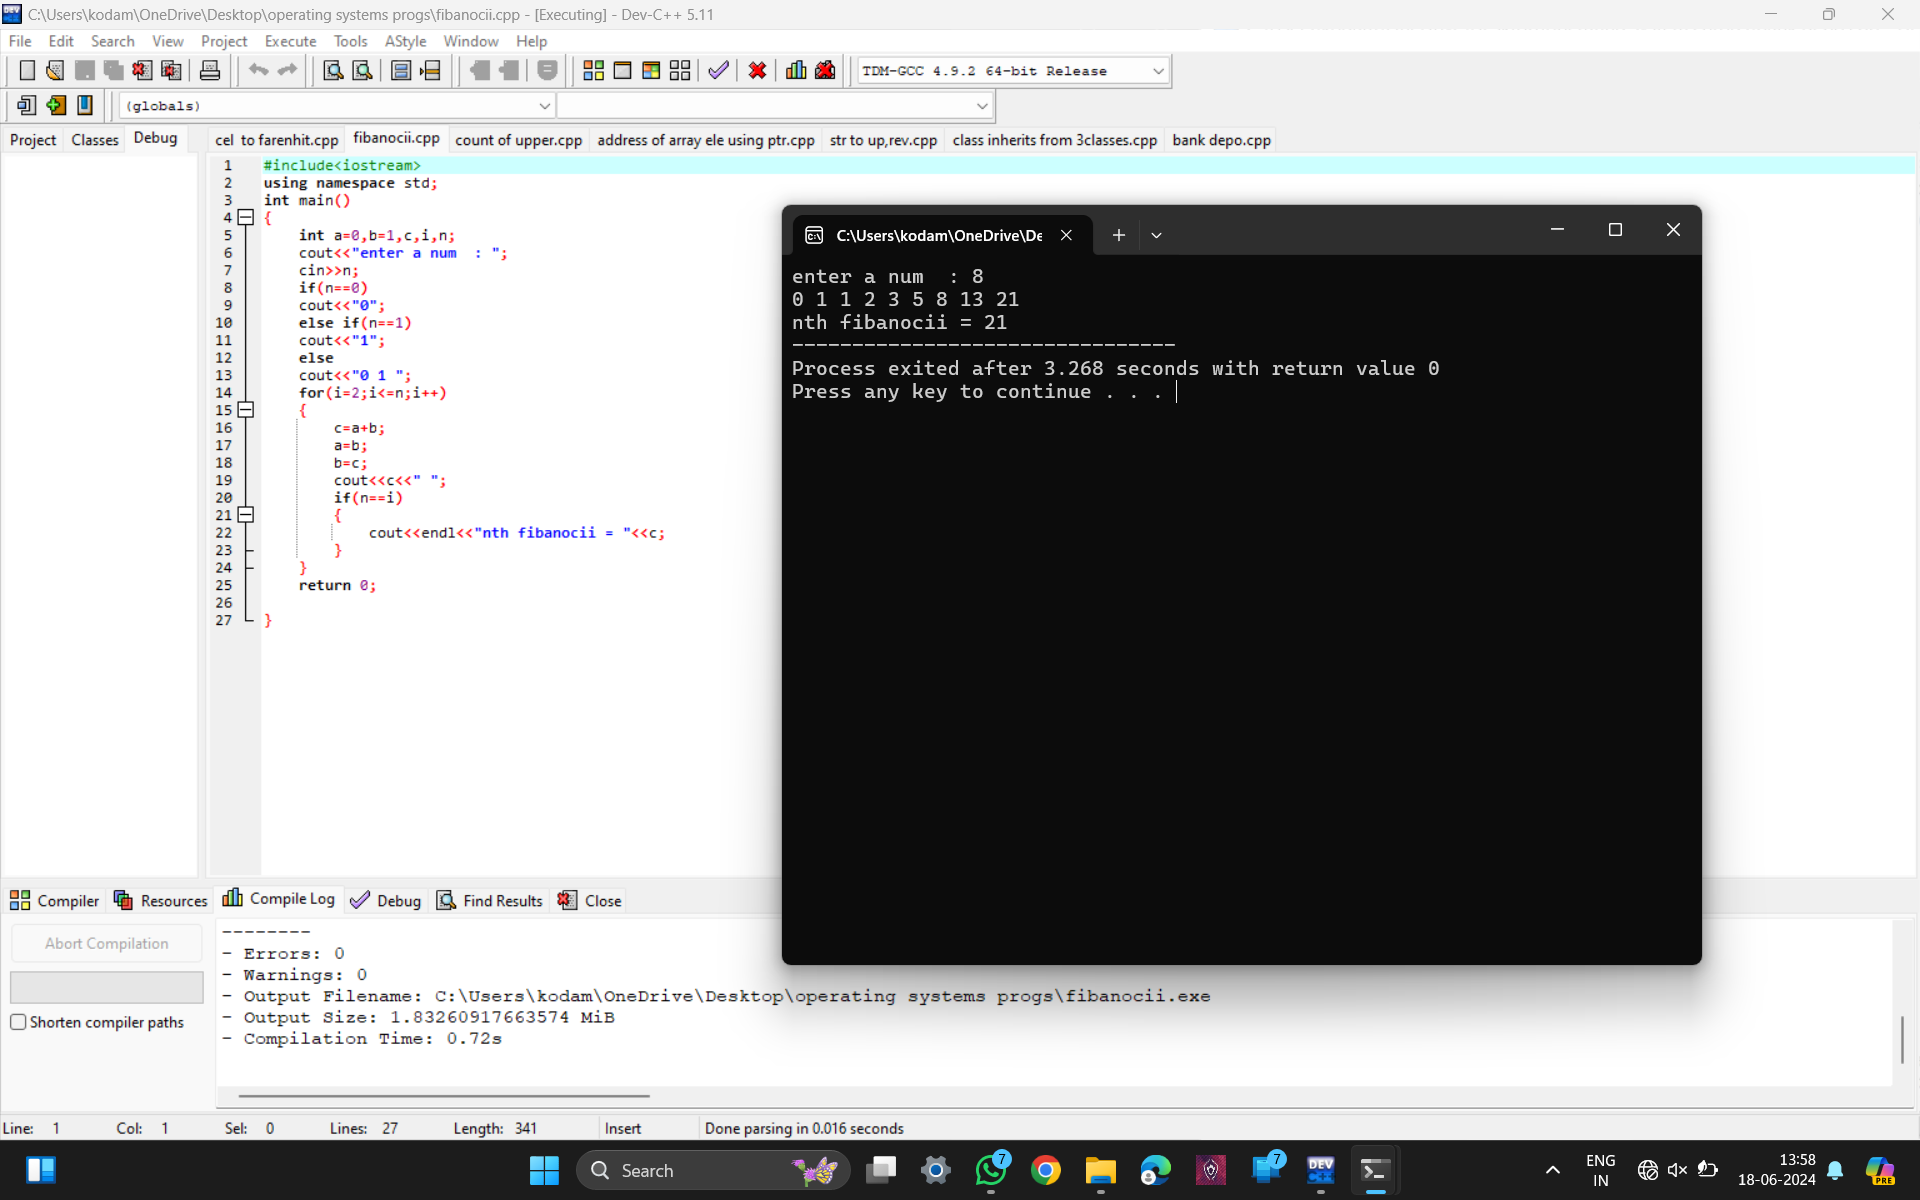 C:\Users\kodam\OneDrive\Desktop\operating systems progs\fibanocii.cpp - [Executing] - Dev-C++ 5.11
File Edit Search View Project Execute Tools AStyle Window Help
TDM-GCC 4.9.2 64-bit Release
(globals)
Project Classes Debug
cel to farenhit.cpp fibanocii.cpp count of upper.cpp address of array ele using ptr.cpp str to up,rev.cpp class inherits from 3classes.cpp bank depo.cpp
1 #include<iostream>
2 using namespace std;
3 int main()
4 {
5 int a=0,b=1,c,i,n;
6 cout<<"enter a num  : ";
7 cin>>n;
8 if(n==0)
9 cout<<"0";
10 else if(n==1)
11 cout<<"1";
12 else
13 cout<<"0 1 ";
14 for(i=2;i<=n;i++)
15 {
16 c=a+b;
17 a=b;
18 b=c;
19 cout<<c<<" ";
20 if(n==i)
21 {
22 cout<<endl<<"nth fibanocii = "<<c;
23 }
24 }
25 return 0;
26
27 }
C:\Users\kodam\OneDrive\De
enter a num  : 8
0 1 1 2 3 5 8 13 21
nth fibanocii = 21
--------------------------------
Process exited after 3.268 seconds with return value 0
Press any key to continue . . .
Compiler Resources Compile Log Debug Find Results Close
Abort Compilation
Shorten compiler paths
--------
- Errors: 0
- Warnings: 0
- Output Filename: C:\Users\kodam\OneDrive\Desktop\operating systems progs\fibanocii.exe
- Output Size: 1.83260917663574 MiB
- Compilation Time: 0.72s
Line: 1 Col: 1 Sel: 0 Lines: 27 Length: 341 Insert Done parsing in 0.016 seconds
Search
7
7
DEV
C++
ENG
IN
13:58
18-06-2024
PRE